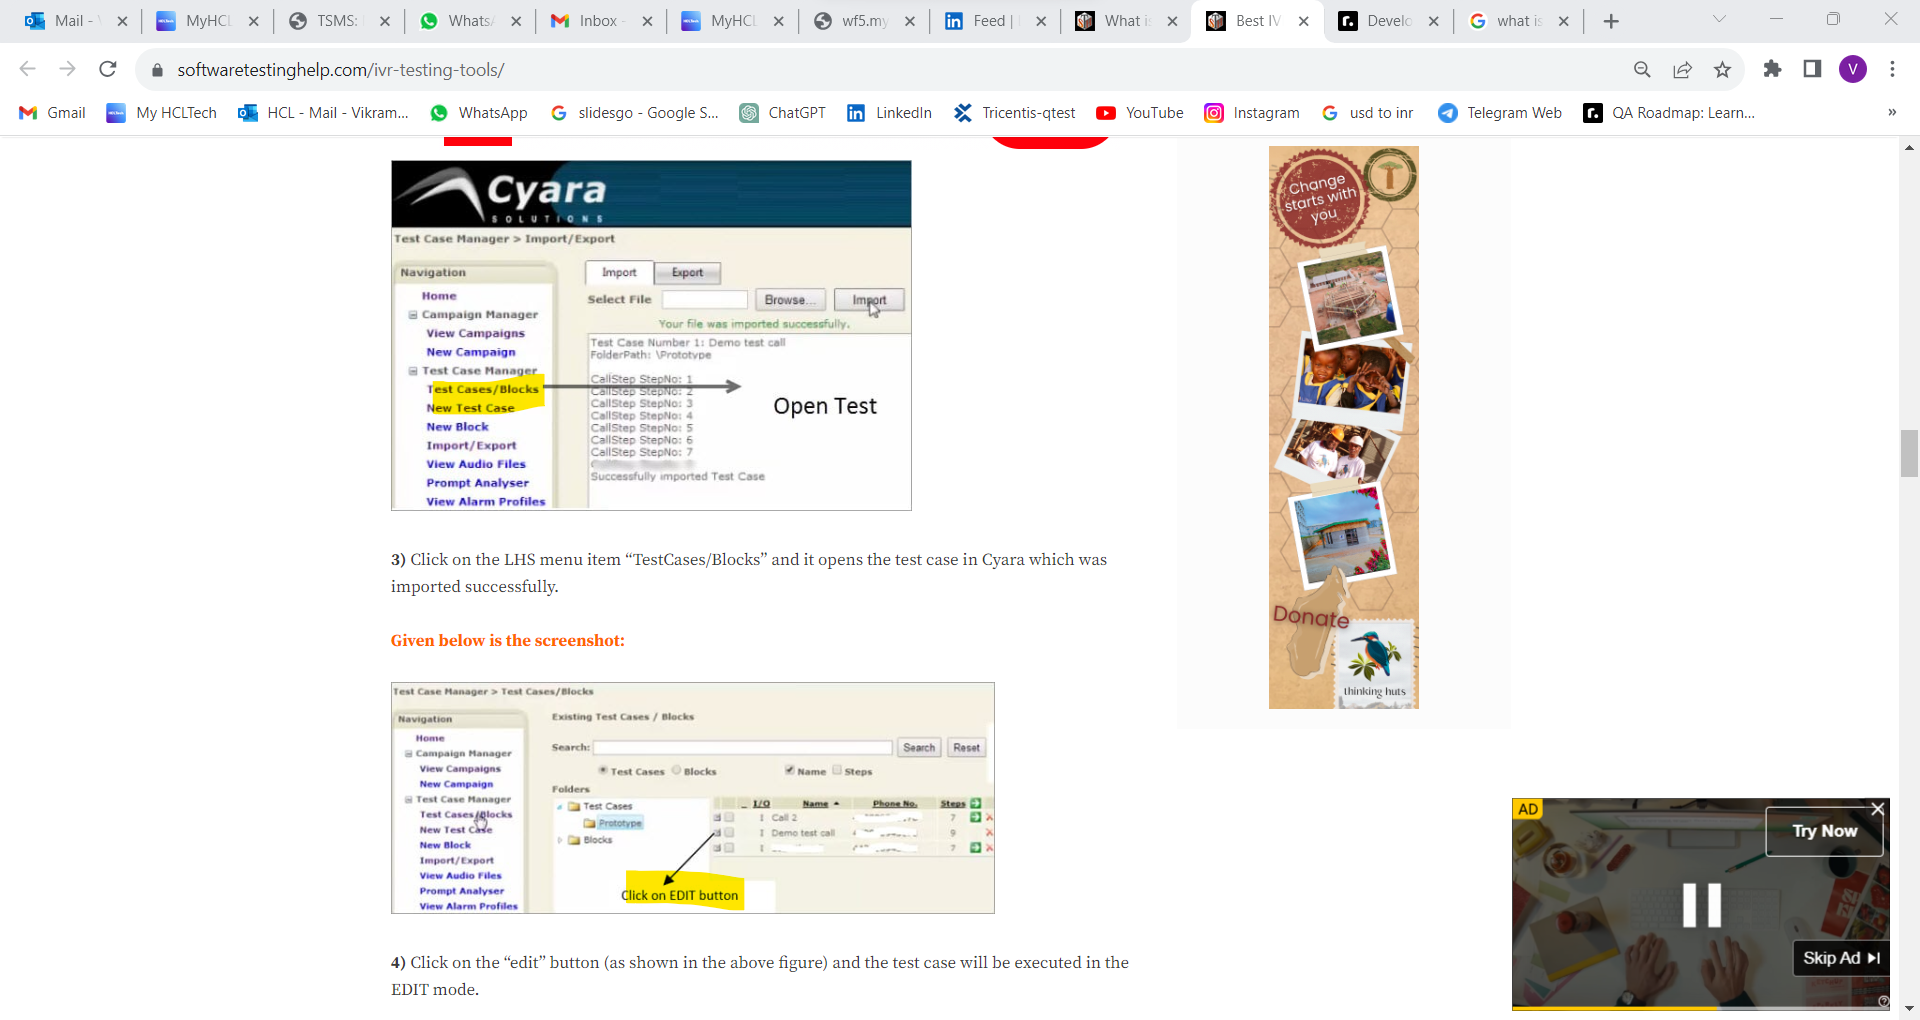 Mail -
MyHCL
TSMS:
Whats
Inbox -
MyHCL
wf5.my
Feed |
What is
Best IV
Develo
what is
softwaretestinghelp.com/ivr-testing-tools/
V
Gmail
My HCLTech
HCL - Mail - Vikram...
WhatsApp
slidesgo - Google S...
ChatGPT
LinkedIn
Tricentis-qtest
YouTube
Instagram
usd to inr
Telegram Web
QA Roadmap: Learn...
»
Cyara
SOLUTIONS
Test Case Manager > Import/Export
Navigation
Home
Campaign Manager
View Campaigns
New Campaign
Test Case Manager
Test Cases/Blocks
New Test Case
New Block
Import/Export
View Audio Files
Prompt Analyser
View Alarm Profiles
Import
Export
Select File
Browse...
Import
Your file was imported successfully.
Test Case Number 1: Demo test call
FolderPath: \Prototype
CallStep StepNo: 1
CallStep StepNo: 2
CallStep StepNo: 3
CallStep StepNo: 4
CallStep StepNo: 5
CallStep StepNo: 6
CallStep StepNo: 7
Successfully imported Test Case
Open Test
3) Click on the LHS menu item “TestCases/Blocks” and it opens the test case in Cyara which was
imported successfully.
Given below is the screenshot:
Test Case Manager > Test Cases/Blocks
Navigation
Home
Campaign Manager
View Campaigns
New Campaign
Test Case Manager
Test Cases/Blocks
New Test Case
New Block
Import/Export
View Audio Files
Prompt Analyser
View Alarm Profiles
Existing Test Cases / Blocks
Search:
Search
Reset
Test Cases
Blocks
Name
Steps
Folders
Test Cases
Prototype
Blocks
I/O
Name
Phone No.
Steps
I Call 2 7
I Demo test call 9
I 7
Click on EDIT button
4) Click on the “edit” button (as shown in the above figure) and the test case will be executed in the
EDIT mode.
Change
starts with
you
Donate
thinking huts
AD
Try Now
Skip Ad